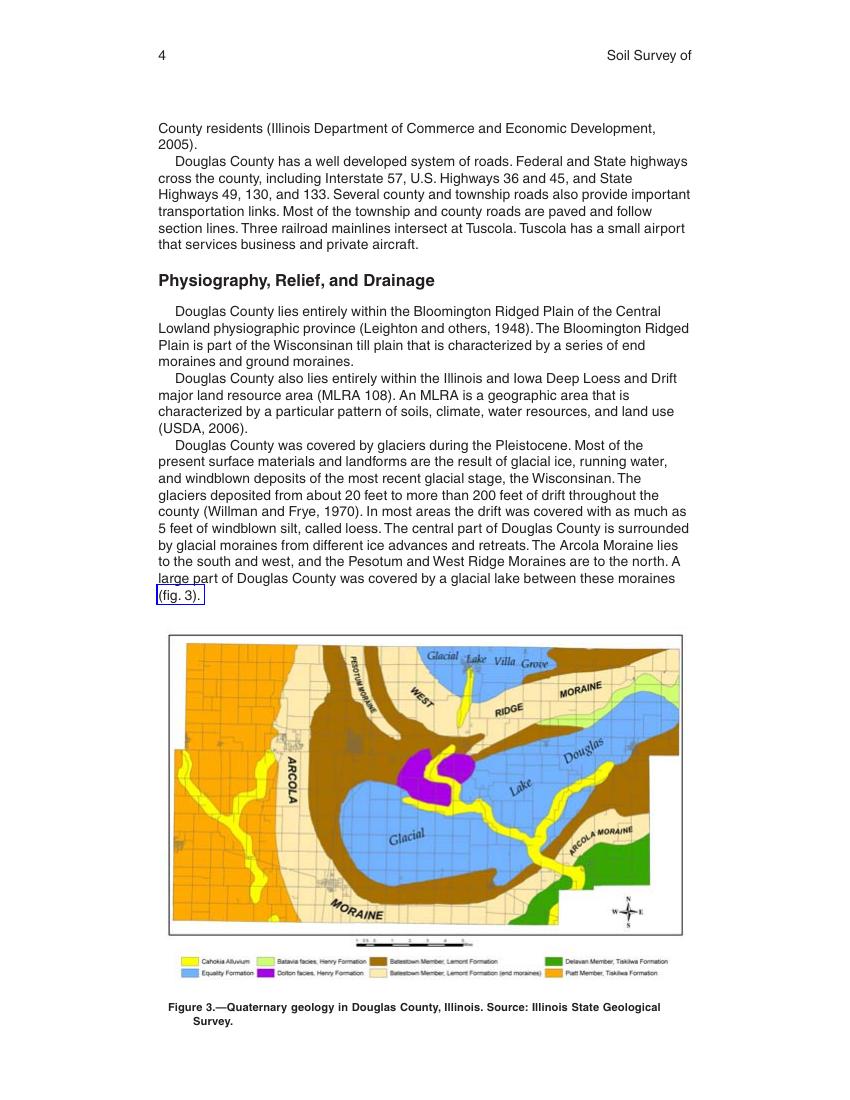 4
Soil Survey of
County residents (Illinois Department of Commerce and Economic Development,
2005).
Douglas County has a well developed system of roads. Federal and State highways
cross the county, including Interstate 57, U.S. Highways 36 and 45, and State
Highways 49, 130, and 133. Several county and township roads also provide important
transportation links. Most of the township and county roads are paved and follow
section lines. Three railroad mainlines intersect at Tuscola. Tuscola has a small airport
that services business and private aircraft.
Physiography, Relief, and Drainage
Douglas County lies entirely within the Bloomington Ridged Plain of the Central
Lowland physiographic province (Leighton and others, 1948). The Bloomington Ridged
Plain is part of the Wisconsinan till plain that is characterized by a series of end
moraines and ground moraines.
Douglas County also lies entirely within the Illinois and Iowa Deep Loess and Drift
major land resource area (MLRA 108). An MLRA is a geographic area that is
characterized by a particular pattern of soils, climate, water resources, and land use
(USDA, 2006).
Douglas County was covered by glaciers during the Pleistocene. Most of the
present surface materials and landforms are the result of glacial ice, running water,
and windblown deposits of the most recent glacial stage, the Wisconsinan. The
glaciers deposited from about 20 feet to more than 200 feet of drift throughout the
county (Willman and Frye, 1970). In most areas the drift was covered with as much as
5 feet of windblown silt, called loess. The central part of Douglas County is surrounded
by glacial moraines from different ice advances and retreats. The Arcola Moraine lies
to the south and west, and the Pesotum and West Ridge Moraines are to the north. A
large part of Douglas County was covered by a glacial lake between these moraines
(fig. 3).
Glacial Lake Villa Grove
PESOTUM MORAINE
WEST
RIDGE
MORAINE
ARCOLA
Douglas
Lake
Glacial
ARCOLA MORAINE
MORAINE
N
W E
S
Cahokia Alluvium
Batavia facies, Henry Formation
Batestown Member, Lemont Formation
Delavan Member, Tiskilwa Formation
Equality Formation
Dolton facies, Henry Formation
Batestown Member, Lemont Formation (end moraines)
Piatt Member, Tiskilwa Formation
Figure 3.—Quaternary geology in Douglas County, Illinois. Source: Illinois State Geological
Survey.